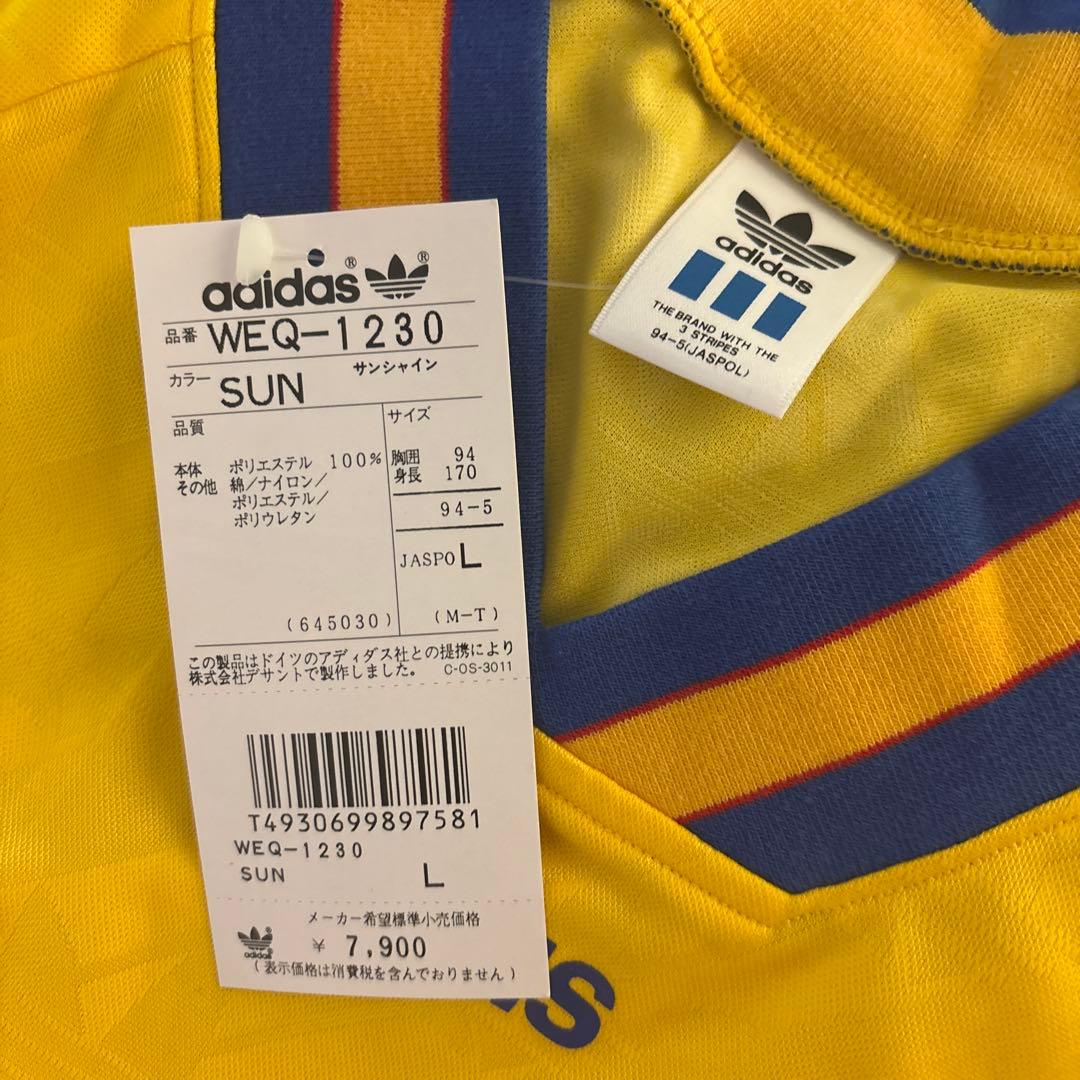 adidas® ®
品番 WEQ-1230
カラー SUN サンシャイン
品質
本体 ポリエステル 100%
その他 綿/ナイロン/
ポリエステル/
ポリウレタン
(645030)
サイズ
胸囲 94
身長 170
94-5
JASPO L
(M-T)
この製品はドイツのアディダス社との提携により
株式会社デサントで製作しました。 C-OS-3011
T4930699897581
WEQ-1230
SUN L
メーカー希望標準小売価格
adidas® ¥ 7,900
(表示価格は消費税を含んでおりません)
adidas
THE BRAND WITH THE
3 STRIPES
94-5(JASPO L)